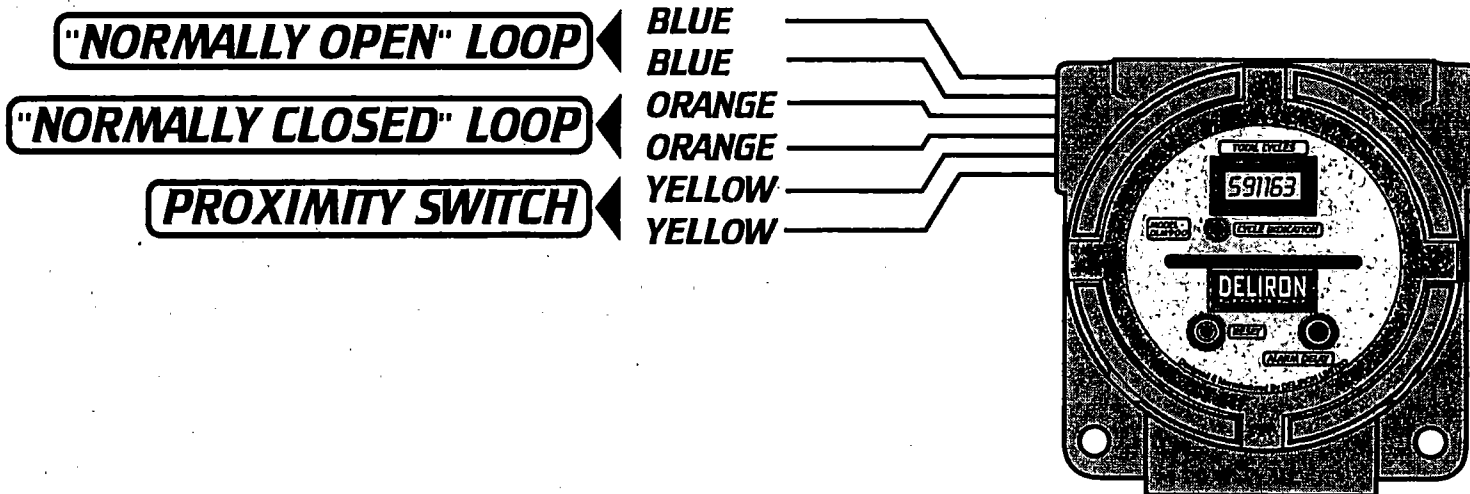 "NORMALLY OPEN" LOOP
BLUE
BLUE
"NORMALLY CLOSED" LOOP
ORANGE
ORANGE
PROXIMITY SWITCH
YELLOW
YELLOW
TOTAL CYCLES
591163
MODEL -
CYCLE INDICATION
DELIRON
RESET
ALARM DELAY